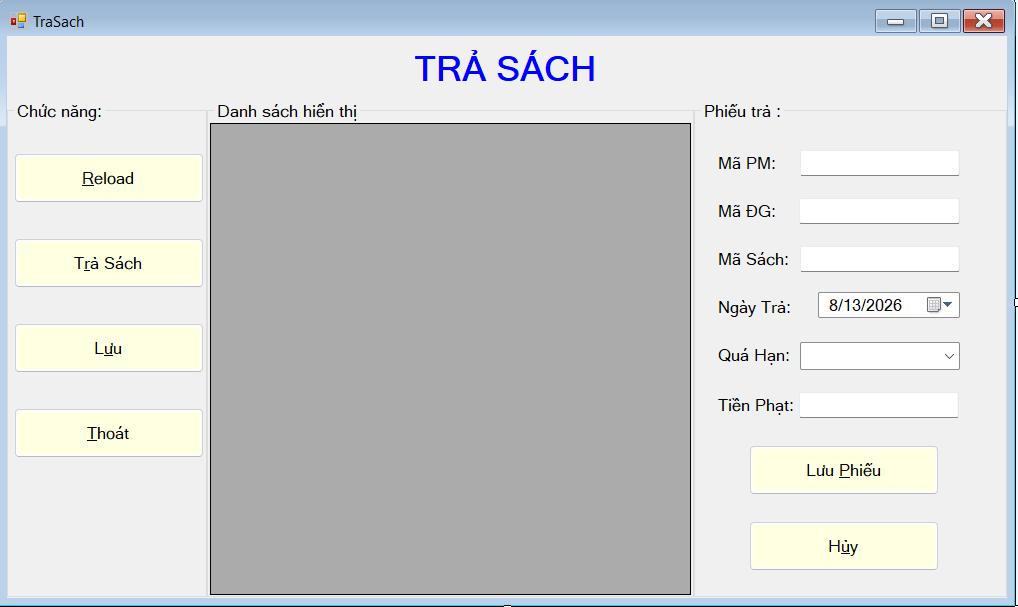 TraSach
TRẢ SÁCH
Chức năng:
Reload
Trả Sách
Lưu
Thoát
Danh sách hiển thị
Phiếu trả :
Mã PM:
Mã ĐG:
Mã Sách:
Ngày Trả: 8/13/2026
Quá Hạn:
Tiền Phạt:
Lưu Phiếu
Hủy